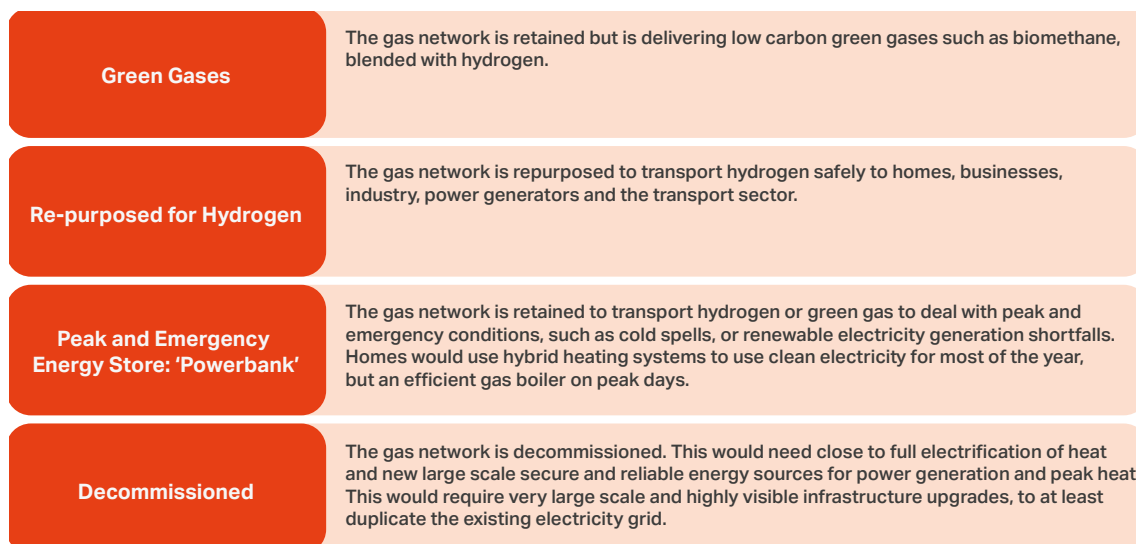 Green Gases
The gas network is retained but is delivering low carbon green gases such as biomethane,
blended with hydrogen.
Re-purposed for Hydrogen
The gas network is repurposed to transport hydrogen safely to homes, businesses,
industry, power generators and the transport sector.
Peak and Emergency
Energy Store: ‘Powerbank’
The gas network is retained to transport hydrogen or green gas to deal with peak and
emergency conditions, such as cold spells, or renewable electricity generation shortfalls.
Homes would use hybrid heating systems to use clean electricity for most of the year,
but an efficient gas boiler on peak days.
Decommissioned
The gas network is decommissioned. This would need close to full electrification of heat
and new large scale secure and reliable energy sources for power generation and peak heat
This would require very large scale and highly visible infrastructure upgrades, to at least
duplicate the existing electricity grid.